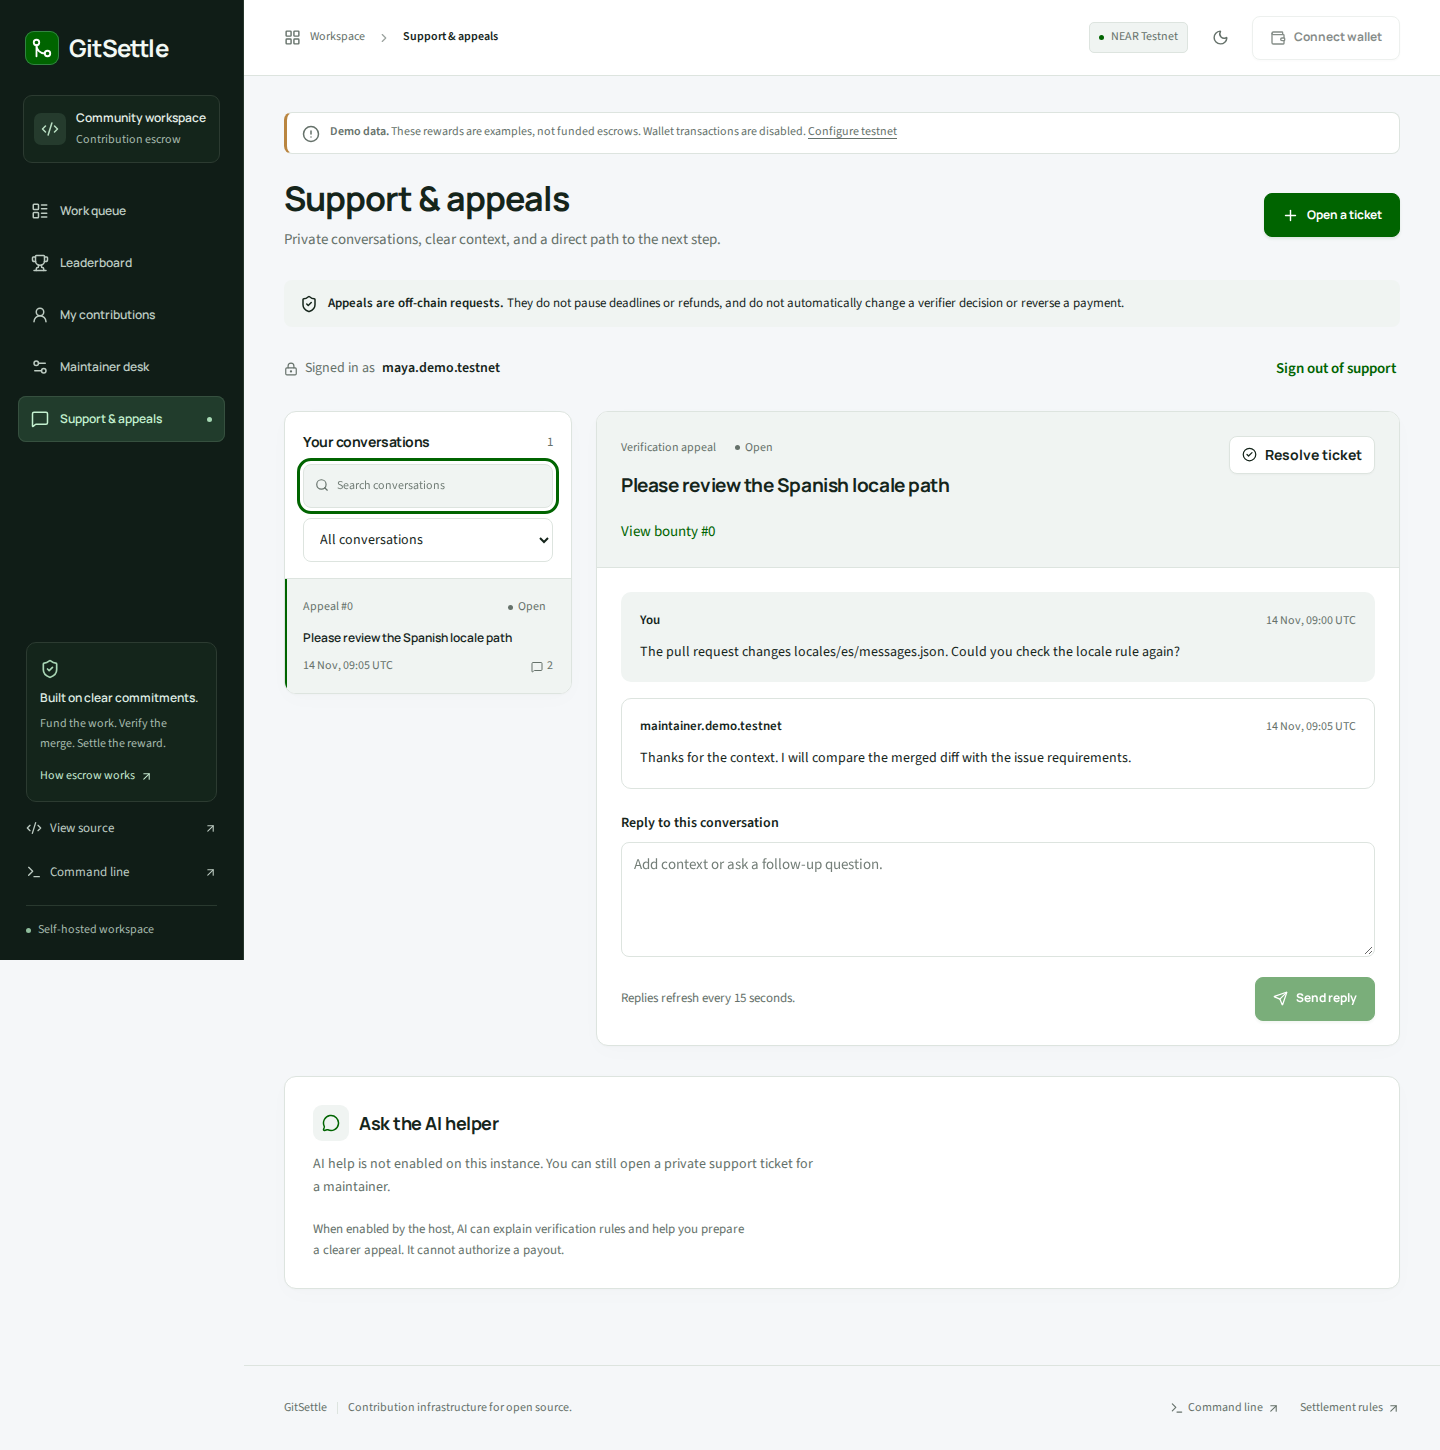 GitSettle
Community workspace
Contribution escrow
Work queue
Leaderboard
My contributions
Maintainer desk
Support & appeals
Built on clear commitments.
Fund the work. Verify the
merge. Settle the reward.
How escrow works
View source
Command line
Self-hosted workspace
Workspace
Support & appeals
NEAR Testnet
Connect wallet
Demo data. These rewards are examples, not funded escrows. Wallet transactions are disabled. Configure testnet
Support & appeals
Private conversations, clear context, and a direct path to the next step.
Open a ticket
Appeals are off-chain requests. They do not pause deadlines or refunds, and do not automatically change a verifier decision or reverse a payment.
Signed in as maya.demo.testnet
Sign out of support
Your conversations 1
Search conversations
All conversations
Appeal #0 Open
Please review the Spanish locale path
14 Nov, 09:05 UTC 2
Verification appeal Open
Resolve ticket
Please review the Spanish locale path
View bounty #0
You 14 Nov, 09:00 UTC
The pull request changes locales/es/messages.json. Could you check the locale rule again?
maintainer.demo.testnet 14 Nov, 09:05 UTC
Thanks for the context. I will compare the merged diff with the issue requirements.
Reply to this conversation
Add context or ask a follow-up question.
Replies refresh every 15 seconds.
Send reply
Ask the AI helper
AI help is not enabled on this instance. You can still open a private support ticket for
a maintainer.
When enabled by the host, AI can explain verification rules and help you prepare
a clearer appeal. It cannot authorize a payout.
GitSettle
Contribution infrastructure for open source.
Command line
Settlement rules